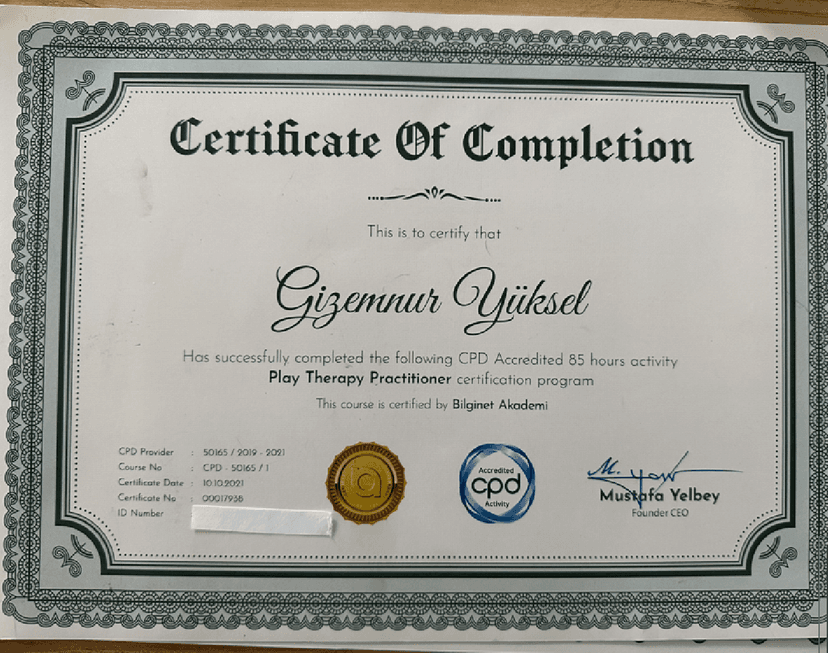 Certificate Of Completion
This is to certify that
Gizemnur Yüksel
Has successfully completed the following CPD Accredited 85 hours activity
Play Therapy Practitioner certification program
This course is certified by Bilginet Akademi
CPD Provider : 50165 / 2019 - 2021
Course No : CPD - 50165 / 1
Certificate Date : 10.10.2021
Certificate No : 00017938
ID Number :
Accredited
cpd
Activity
M. 
Mustafa Yelbey
Founder CEO